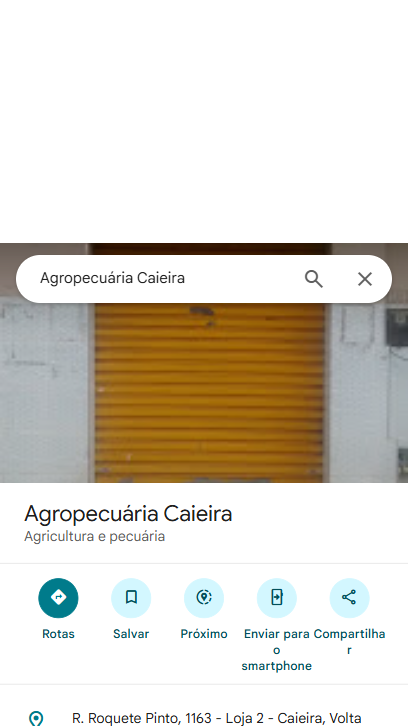 Agropecuária Caieira
Agropecuária Caieira
Agricultura e pecuária
Rotas
Salvar
Próximo
Enviar para
o
smartphone
Compartilha
r
R. Roquete Pinto, 1163 - Loja 2 - Caieira, Volta